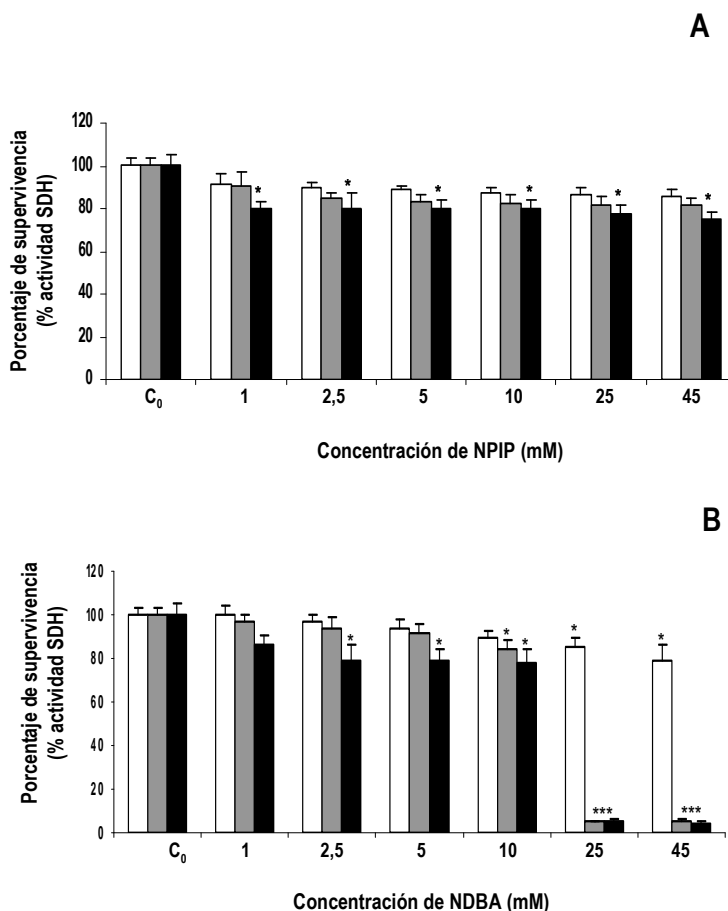 A
Porcentaje de supervivencia
(% actividad SDH)
120
100
80
60
40
20
0
* * * * * *
C0 1 2,5 5 10 25 45
Concentración de NPIP (mM)
B
Porcentaje de supervivencia
(% actividad SDH)
120
100
80
60
40
20
0
* * * * * *
*** ***
C0 1 2,5 5 10 25 45
Concentración de NDBA (mM)